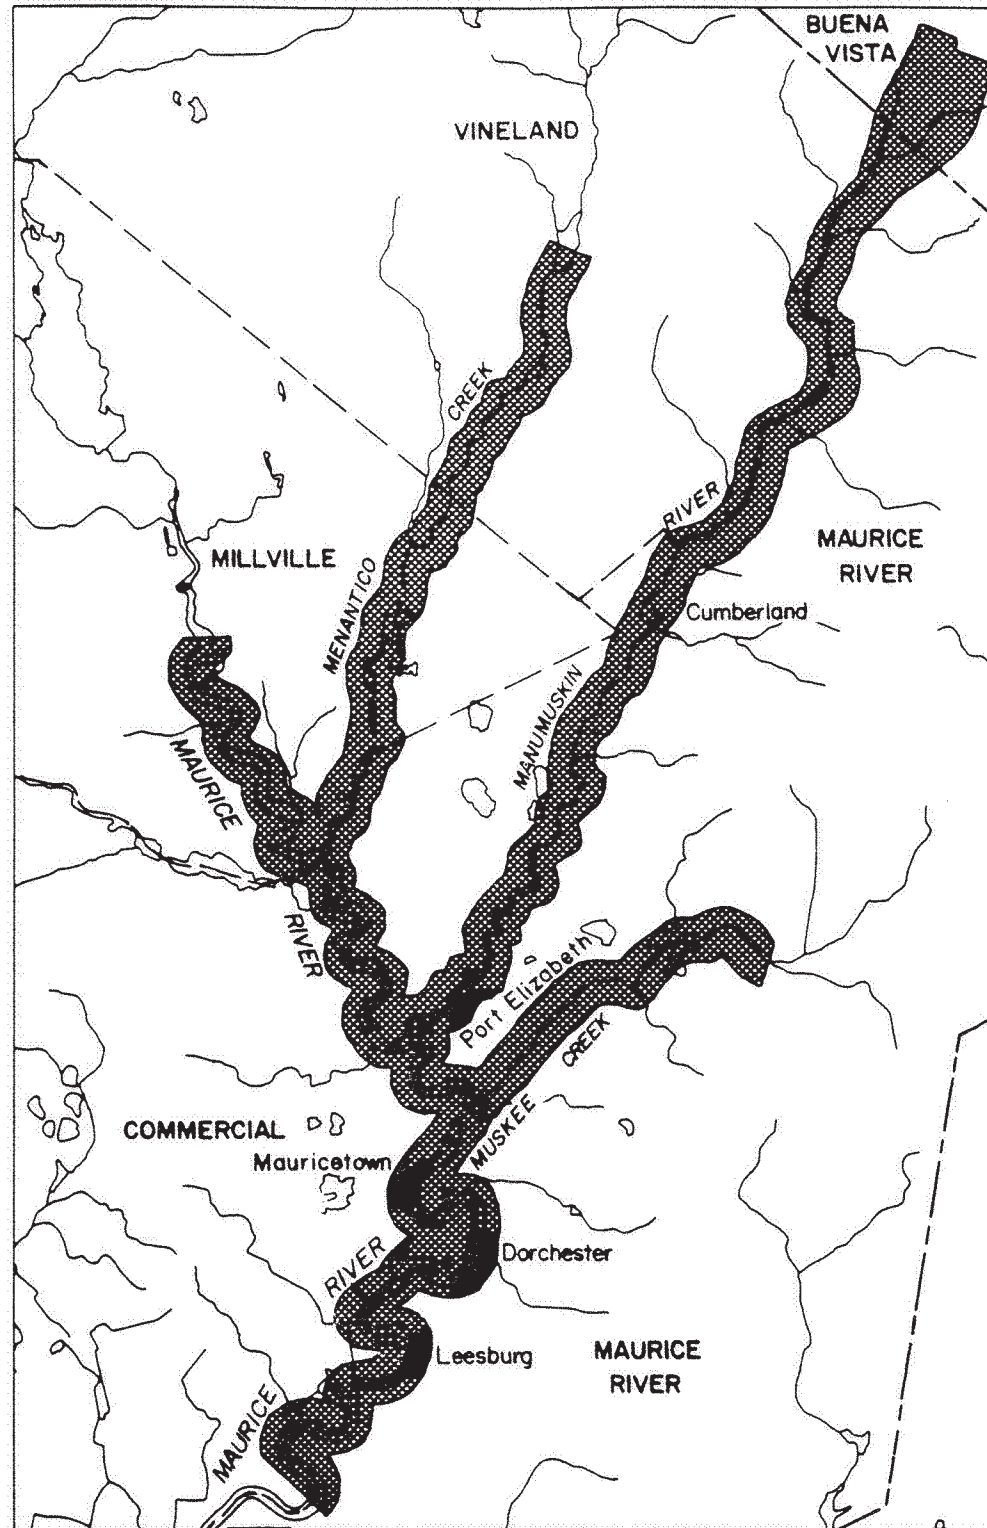 BUENA
VISTA
VINELAND
CREEK
RIVER
MAURICE
RIVER
MILLVILLE
Cumberland
MENANTICO
MANUMUSKIN
MAURICE
RIVER
Port Elizabeth
CREEK
MUSKEE
COMMERCIAL
Mauricetown
Dorchester
RIVER
MAURICE
RIVER
Leesburg
MAURICE